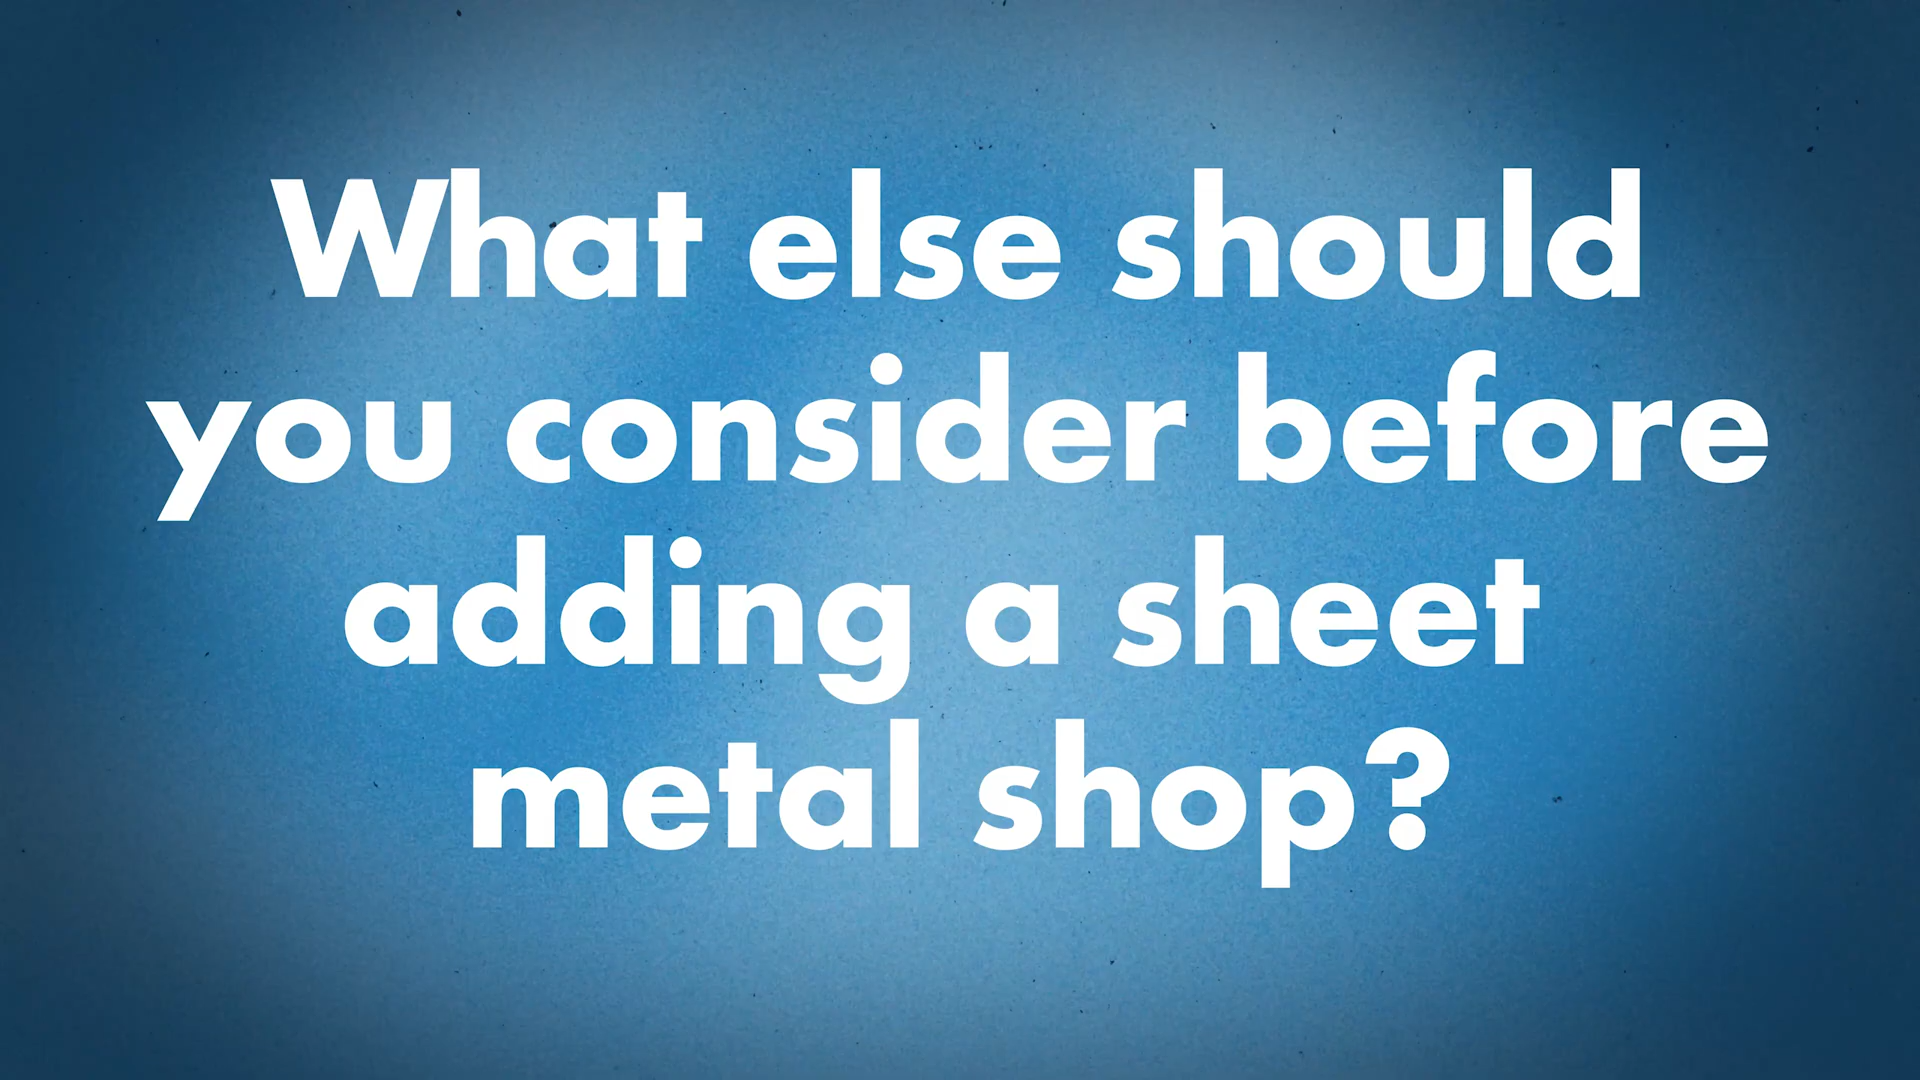 What else should
you consider before
adding a sheet
metal shop?